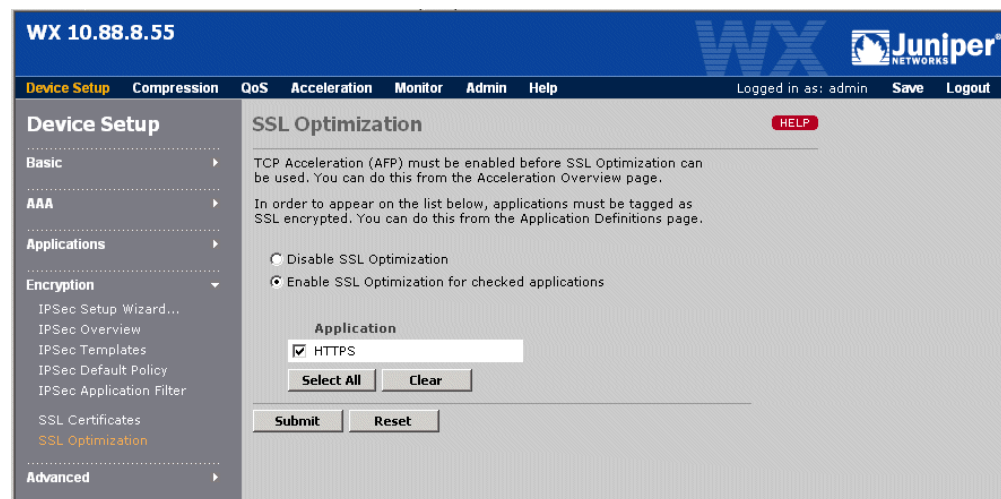 WX 10.88.8.55
WX
Juniper®
NETWORKS
Device Setup Compression QoS Acceleration Monitor Admin Help Logged in as: admin Save Logout
Device Setup
Basic
AAA
Applications
Encryption
IPSec Setup Wizard...
IPSec Overview
IPSec Templates
IPSec Default Policy
IPSec Application Filter
SSL Certificates
SSL Optimization
Advanced
SSL Optimization
HELP
TCP Acceleration (AFP) must be enabled before SSL Optimization can
be used. You can do this from the Acceleration Overview page.
In order to appear on the list below, applications must be tagged as
SSL encrypted. You can do this from the Application Definitions page.
Disable SSL Optimization
Enable SSL Optimization for checked applications
Application
HTTPS
Select All Clear
Submit Reset